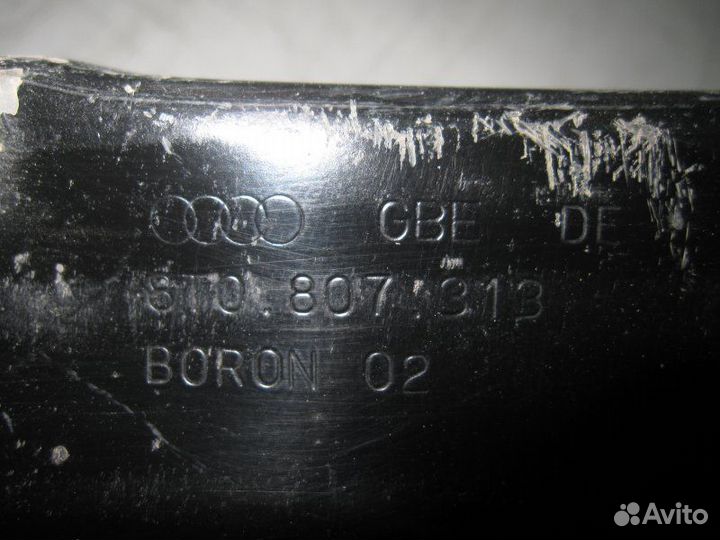 GBE DE
8T0.807.313
BORON 02
Avito